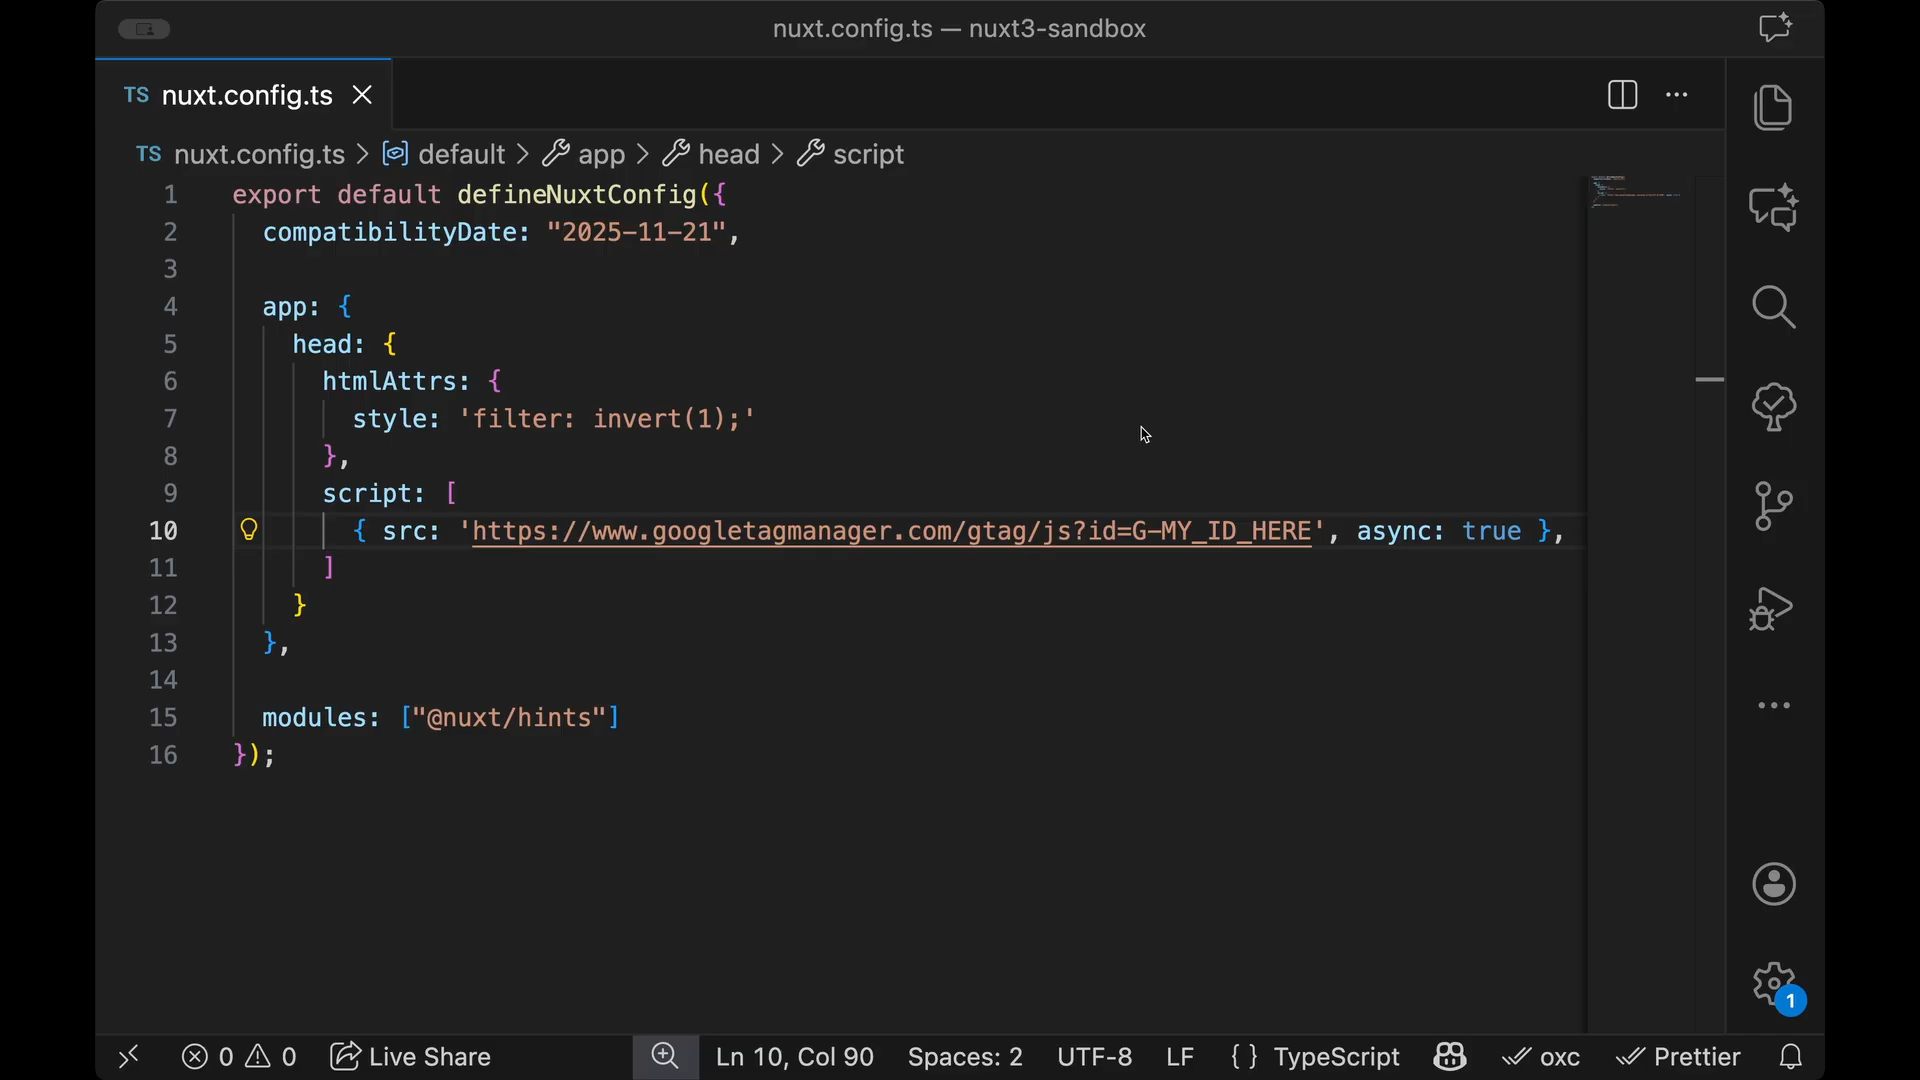 nuxt.config.ts — nuxt3-sandbox
TS nuxt.config.ts
TS nuxt.config.ts > default > app > head > script
1 export default defineNuxtConfig({
2 compatibilityDate: "2025-11-21",
3
4 app: {
5 head: {
6 htmlAttrs: {
7 style: 'filter: invert(1);'
8 },
9 script: [
10 { src: 'https://www.googletagmanager.com/gtag/js?id=G-MY_ID_HERE', async: true },
11 ]
12 }
13 },
14
15 modules: ["@nuxt/hints"]
16 });
1
0 0 Live Share Ln 10, Col 90 Spaces: 2 UTF-8 LF { } TypeScript oxc Prettier